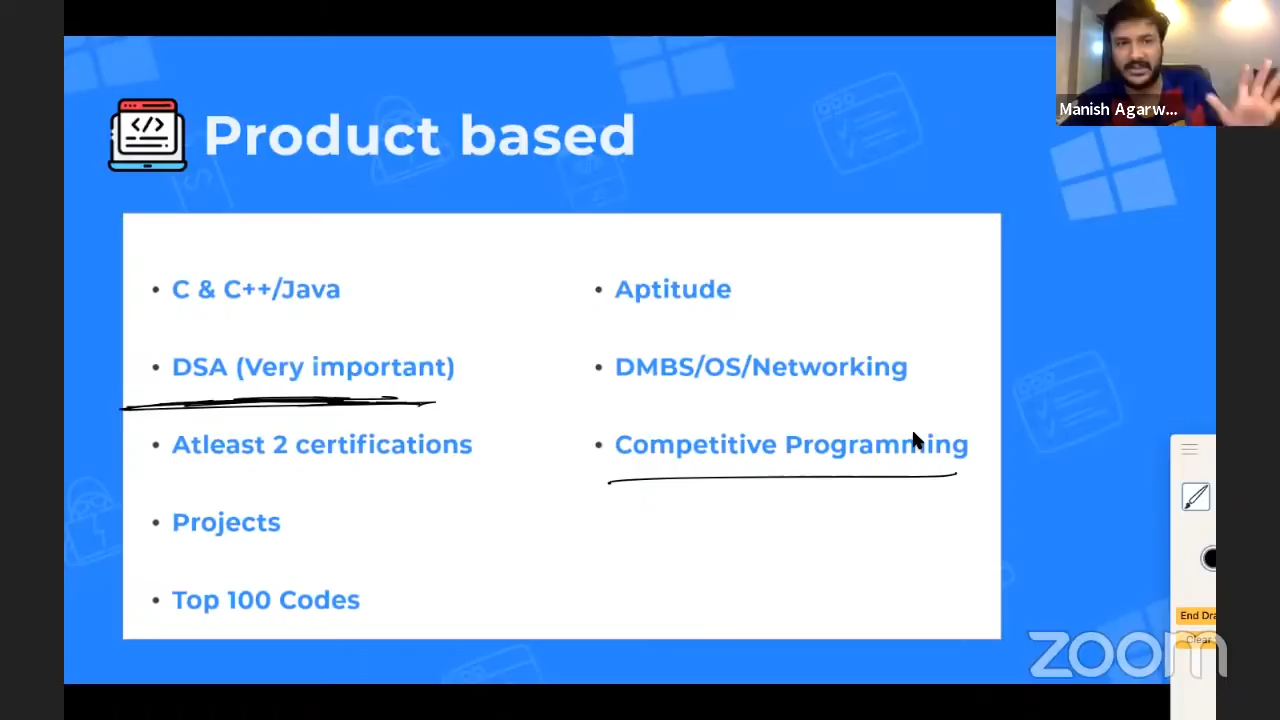 Manish Agarw...
</> Product based
• C & C++/Java
• DSA (Very important)
• Atleast 2 certifications
• Projects
• Top 100 Codes
• Aptitude
• DMBS/OS/Networking
• Competitive Programming
End Dra
Clear
zoom